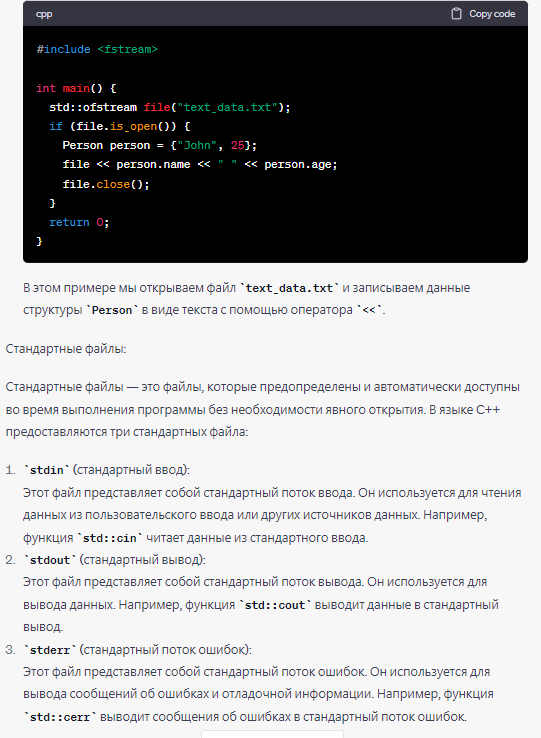 cpp Copy code
#include <fstream>
int main() {
std::ofstream file("text_data.txt");
if (file.is_open()) {
Person person = {"John", 25};
file << person.name << " " << person.age;
file.close();
}
return 0;
}
В этом примере мы открываем файл `text_data.txt` и записываем данные
структуры `Person` в виде текста с помощью оператора `<<`.
Стандартные файлы:
Стандартные файлы — это файлы, которые предопределены и автоматически доступны
во время выполнения программы без необходимости явного открытия. В языке C++
предоставляются три стандартных файла:
1. `stdin` (стандартный ввод):
Этот файл представляет собой стандартный поток ввода. Он используется для чтения
данных из пользовательского ввода или других источников данных. Например,
функция `std::cin` читает данные из стандартного ввода.
2. `stdout` (стандартный вывод):
Этот файл представляет собой стандартный поток вывода. Он используется для
вывода данных. Например, функция `std::cout` выводит данные в стандартный
вывод.
3. `stderr` (стандартный поток ошибок):
Этот файл представляет собой стандартный поток ошибок. Он используется для
вывода сообщений об ошибках и отладочной информации. Например, функция
`std::cerr` выводит сообщения об ошибках в стандартный поток ошибок.